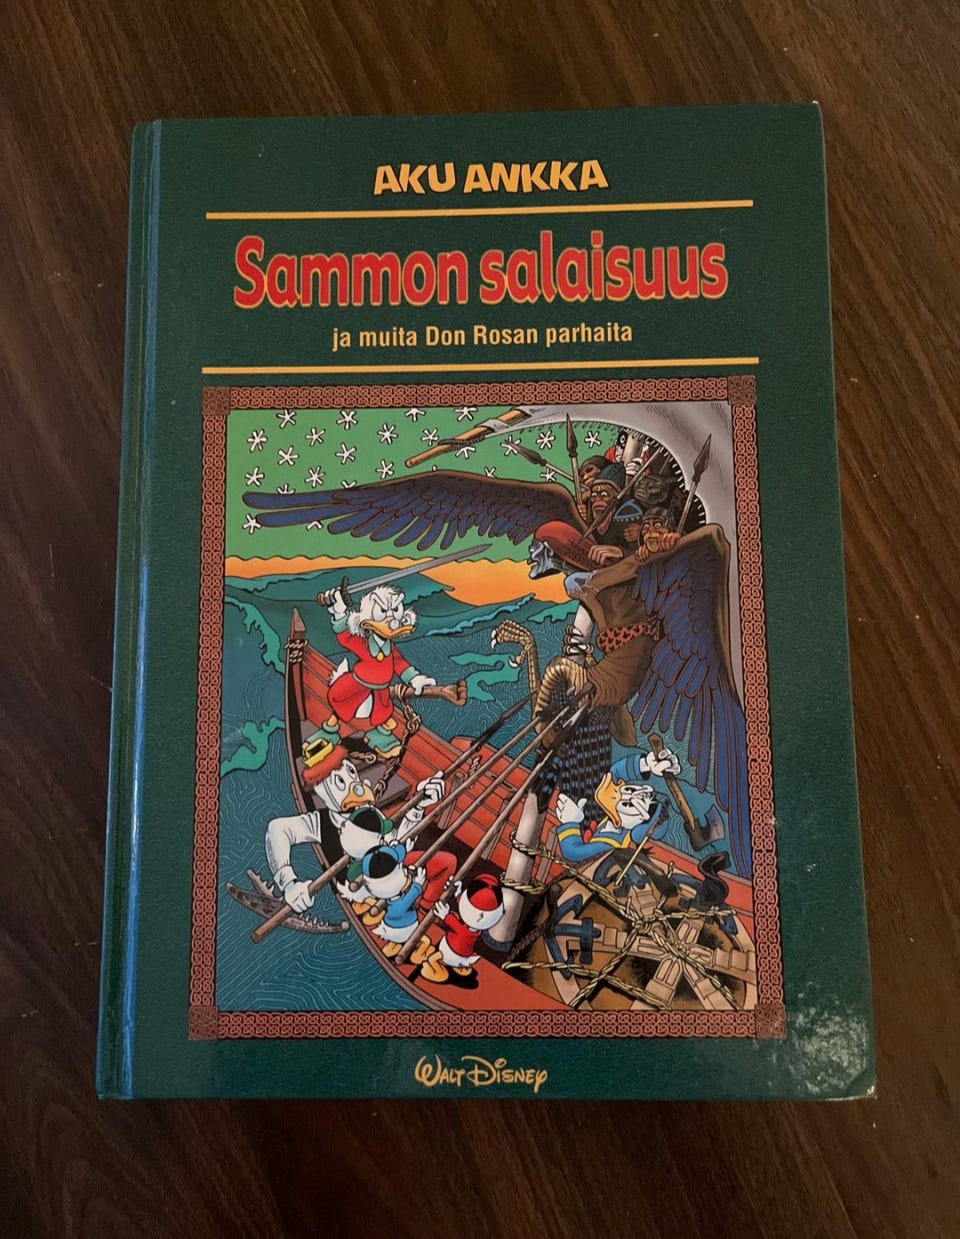 AKU ANKKA
Sammon salaisuus
ja muita Don Rosan parhaita
WALT DISNEY